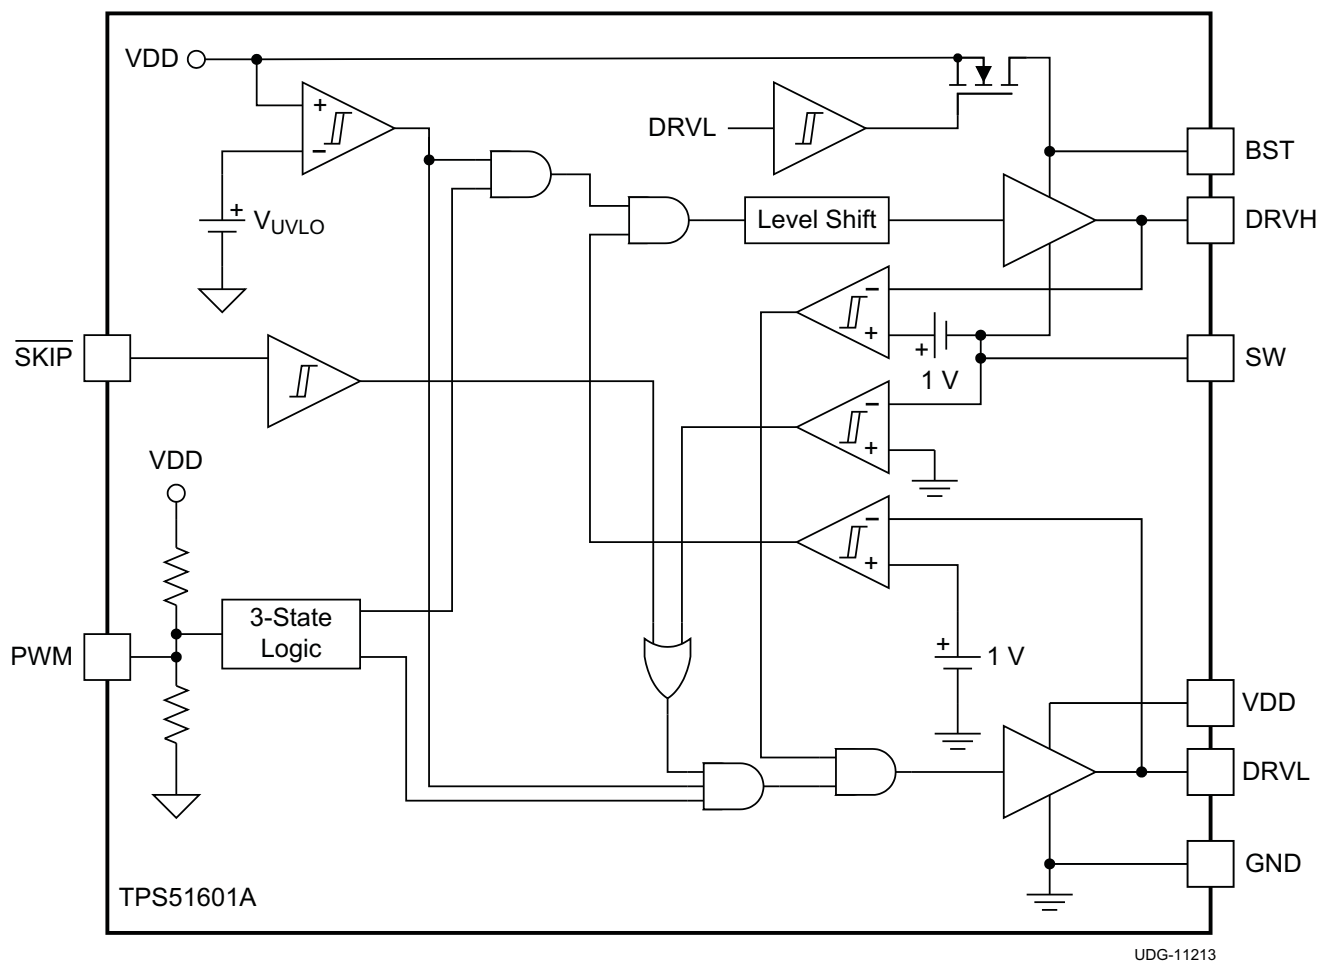 VDD
+
−
DRVL
BST
+
VUVLO
Level Shift
DRVH
−
+
+
1 V
SKIP
SW
−
+
VDD
−
+
3-State
Logic
PWM
+
1 V
VDD
DRVL
GND
TPS51601A
UDG-11213